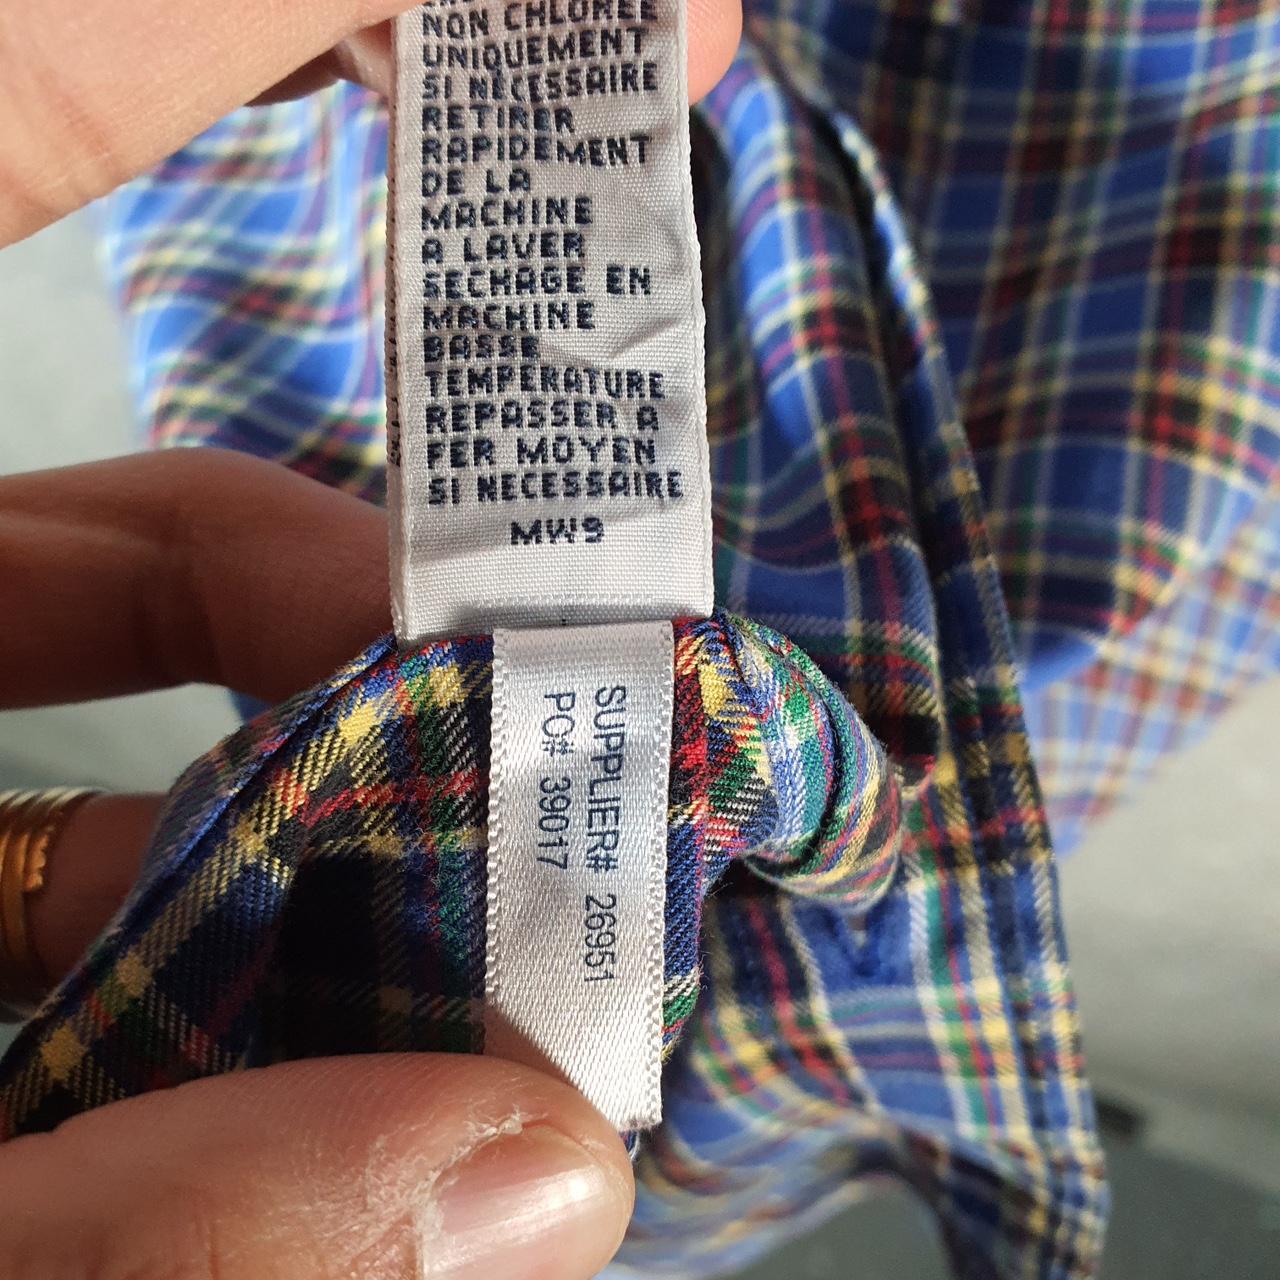 NON CHLOREE
UNIQUEMENT
SI NECESSAIRE
RETIRER
RAPIDEMENT
DE LA
MACHINE
A LAVER
SECHAGE EN
MACHINE
BASSE
TEMPERATURE
REPASSER A
FER MOYEN
SI NECESSAIRE
MW9
SUPPLIER# 26951
PC# 39017